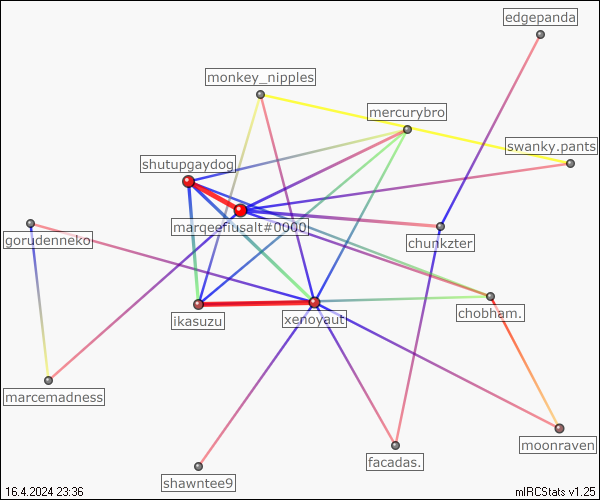 edgepanda
monkey_nipples
mercurybro
swanky.pants
shutupgaydog
marqeefiusalt#0000
gorudenneko
chunkzter
ikasuzu
xenoyaut
chobham.
marcemadness
moonraven
facadas.
shawntee9
16.4.2024 23:36
mIRCStats v1.25